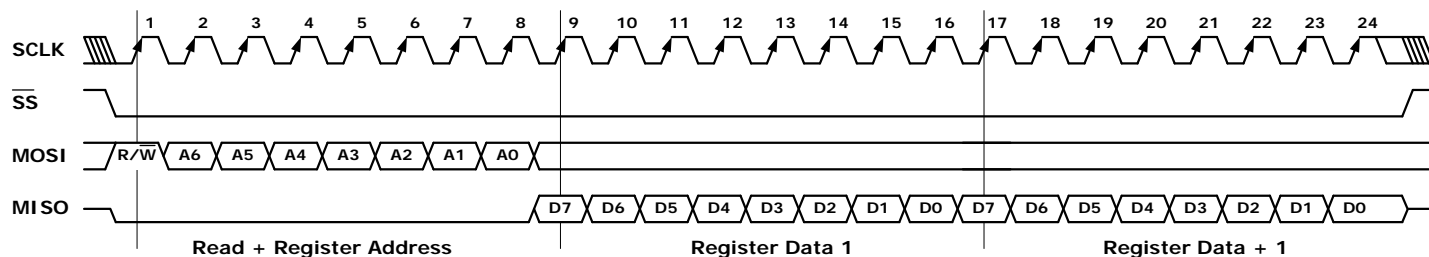 1 2 3 4 5 6 7 8 9 10 11 12 13 14 15 16 17 18 19 20 21 22 23 24
SCLK
SS
MOSI R/W A6 A5 A4 A3 A2 A1 A0
MISO D7 D6 D5 D4 D3 D2 D1 D0 D7 D6 D5 D4 D3 D2 D1 D0
Read + Register Address Register Data 1 Register Data + 1